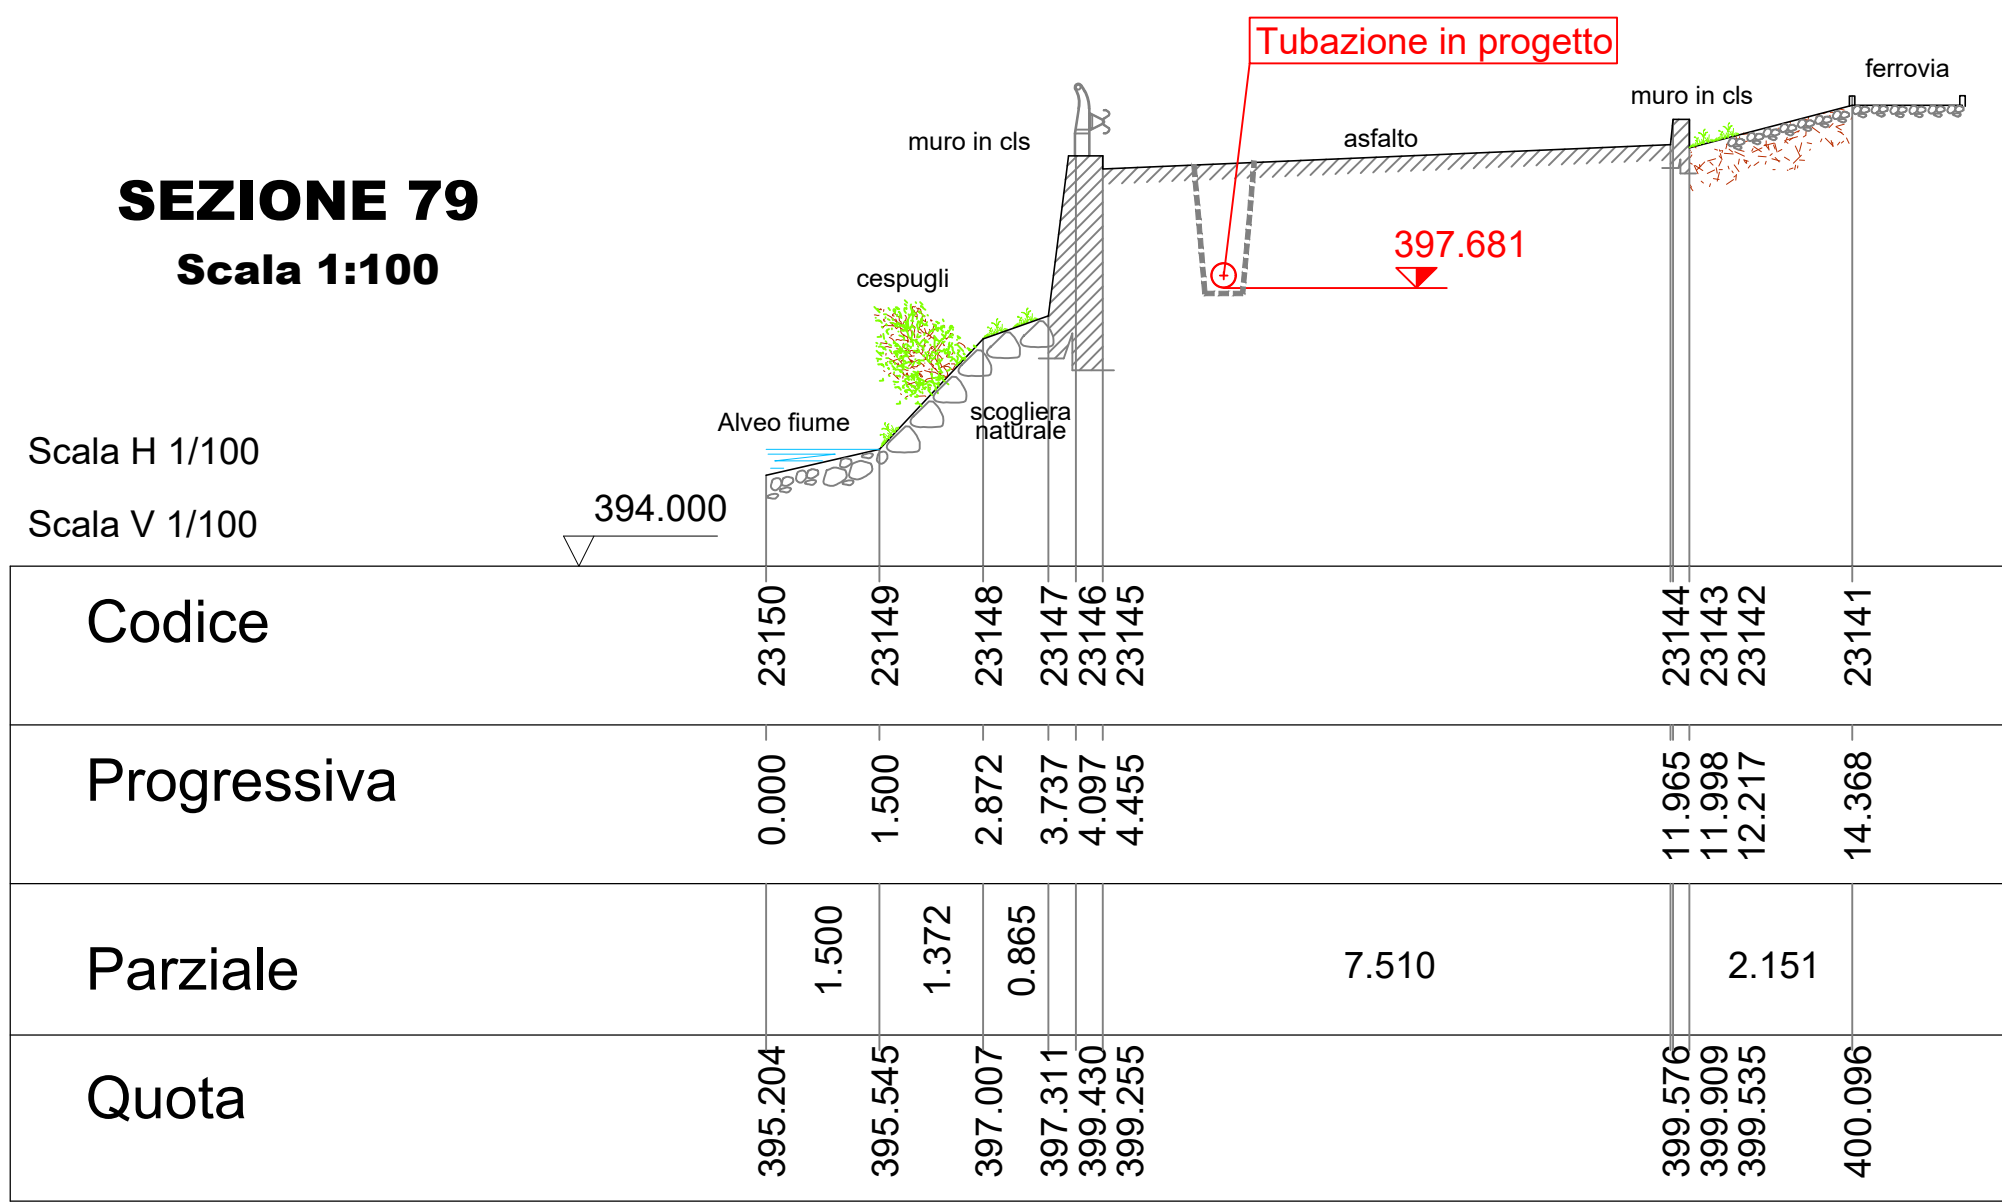 Tubazione in progetto
ferrovia
muro in cls
asfalto
muro in cls
SEZIONE 79
Scala 1:100
397.681
cespugli
scogliera
naturale
Alveo fiume
Scala H 1/100
Scala V 1/100
394.000
Codice
23150 23149 23148 23147 23146 23145 23144 23143 23142 23141
Progressiva
0.000 1.500 2.872 3.737 4.097 4.455 11.965 11.998 12.217 14.368
Parziale
1.500 1.372 0.865 7.510 2.151
Quota
395.204 395.545 397.007 397.311 399.430 399.255 399.576 399.909 399.535 400.096